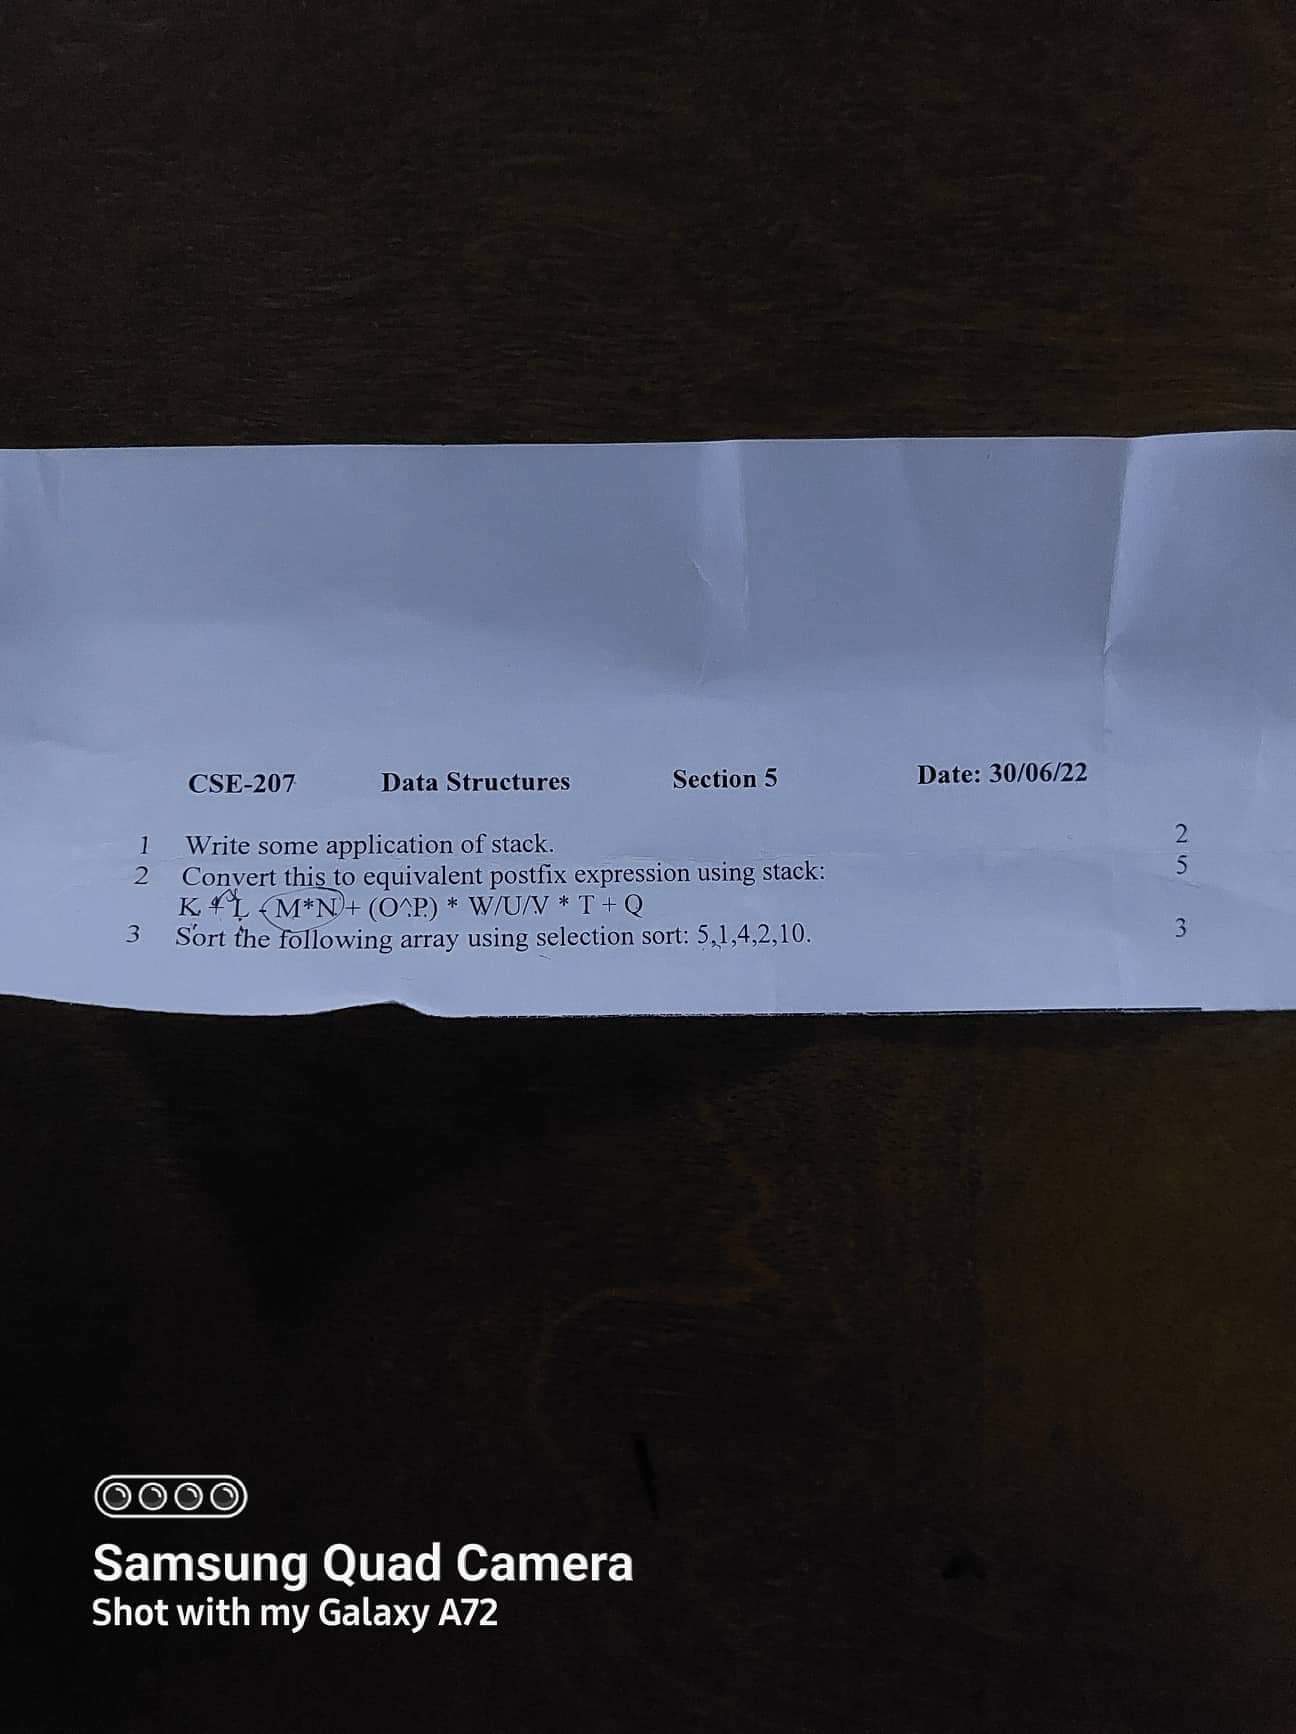 CSE-207 Data Structures Section 5 Date: 30/06/22
1 Write some application of stack. 2
2 Convert this to equivalent postfix expression using stack: 5
K + L - M*N + (O^P) * W/U/V * T + Q
3 Sort the following array using selection sort: 5,1,4,2,10. 3
Samsung Quad Camera
Shot with my Galaxy A72